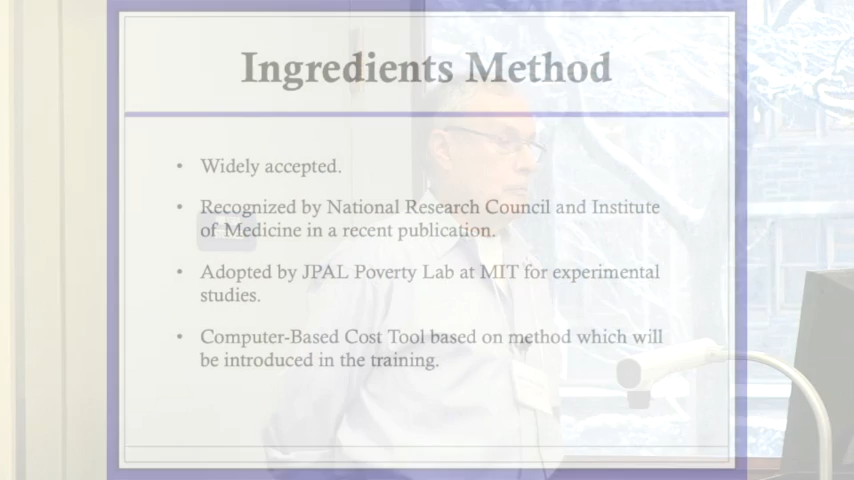 Ingredients Method
• Widely accepted.
• Recognized by National Research Council and Institute
of Medicine in a recent publication.
• Adopted by JPAL Poverty Lab at MIT for experimental
studies.
• Computer-Based Cost Tool based on method which will
be introduced in the training.